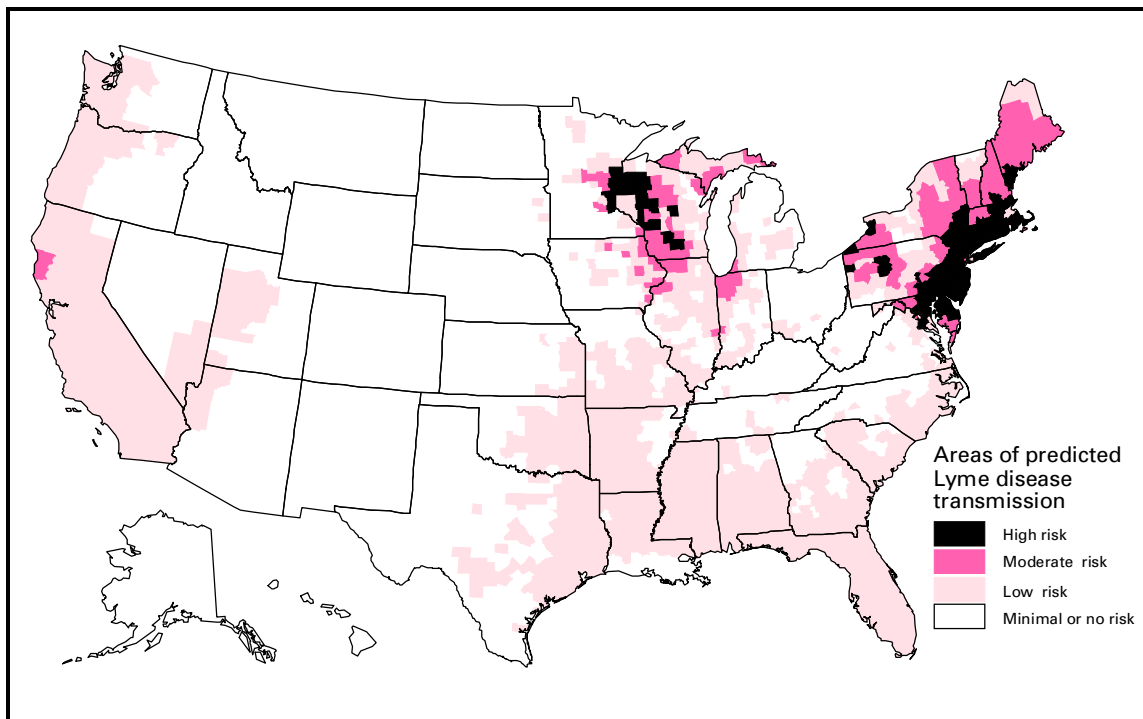 Areas of predicted
Lyme disease
transmission
High risk
Moderate risk
Low risk
Minimal or no risk